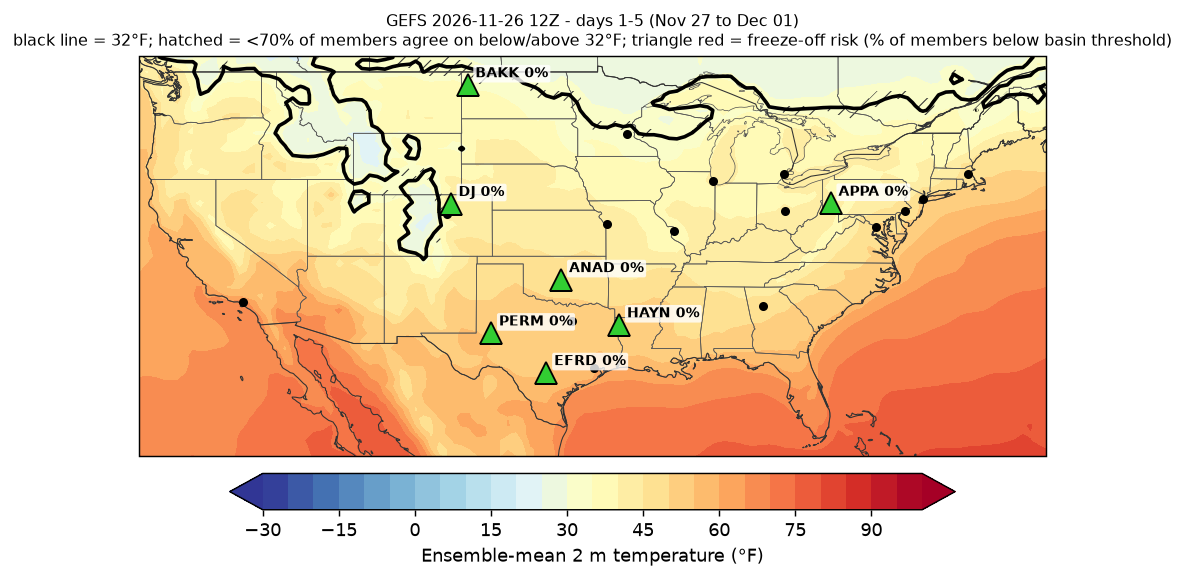 GEFS 2026-11-26 12Z - days 1-5 (Nov 27 to Dec 01)
black line = 32°F; hatched = <70% of members agree on below/above 32°F; triangle red = freeze-off risk (% of members below basin threshold)
BAKK 0%
DJ 0%
APPA 0%
ANAD 0%
HAYN 0%
PERM 0%
EFRD 0%
−30 −15 0 15 30 45 60 75 90
Ensemble-mean 2 m temperature (°F)